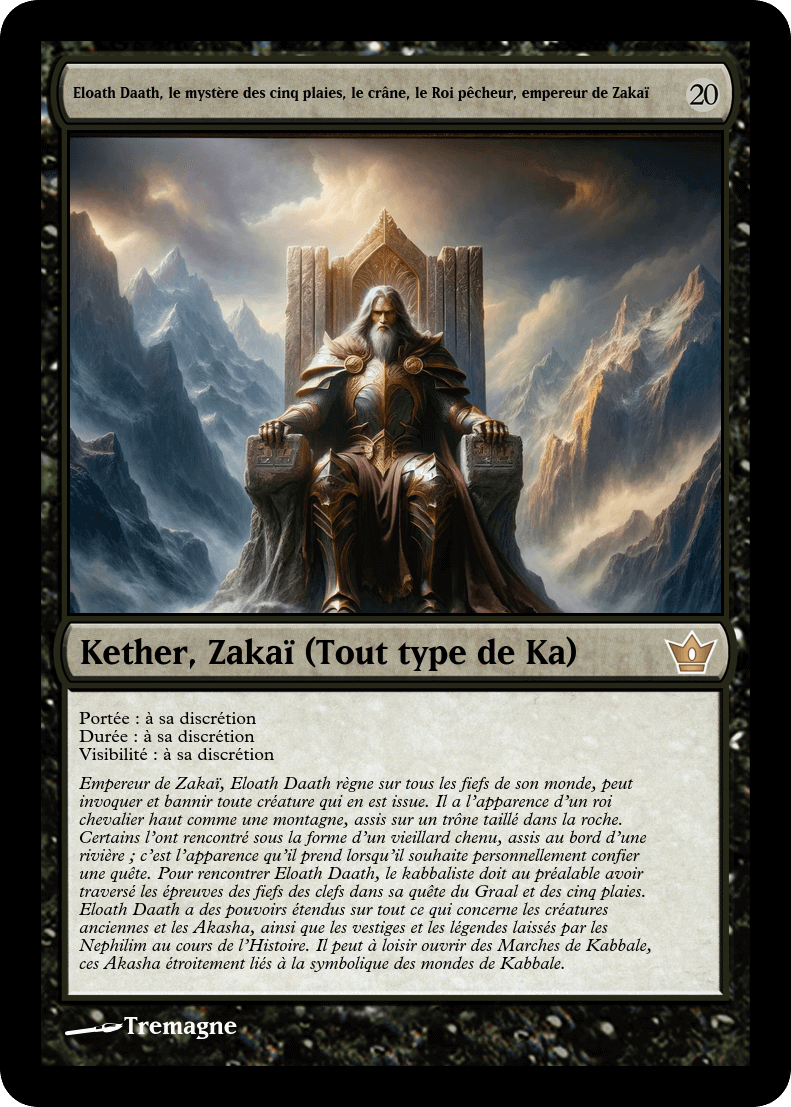 Eloath Daath, le mystère des cinq plaies, le crâne, le Roi pêcheur, empereur de Zakaï
20
Kether, Zakaï (Tout type de Ka)
Portée : à sa discrétion
Durée : à sa discrétion
Visibilité : à sa discrétion
Empereur de Zakaï, Eloath Daath règne sur tous les fiefs de son monde, peut
invoquer et bannir toute créature qui en est issue. Il a l'apparence d'un roi
chevalier haut comme une montagne, assis sur un trône taillé dans la roche.
Certains l'ont rencontré sous la forme d'un vieillard chenu, assis au bord d'une
rivière ; c'est l'apparence qu'il prend lorsqu'il souhaite personnellement confier
une quête. Pour rencontrer Eloath Daath, le kabbaliste doit au préalable avoir
traversé les épreuves des fiefs des clefs dans sa quête du Graal et des cinq plaies.
Eloath Daath a des pouvoirs étendus sur tout ce qui concerne les créatures
anciennes et les Akasha, ainsi que les vestiges et les légendes laissés par les
Nephilim au cours de l'Histoire. Il peut à loisir ouvrir des Marches de Kabbale,
ces Akasha étroitement liés à la symbolique des mondes de Kabbale.
Tremagne